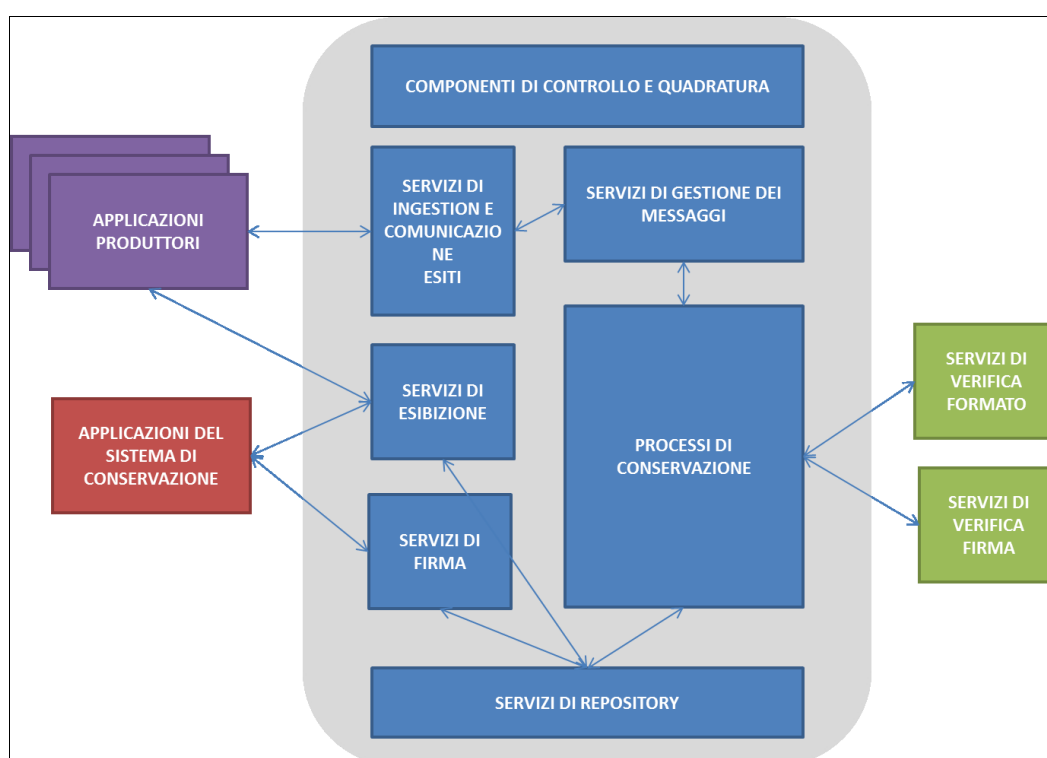 COMPONENTI DI CONTROLLO E QUADRATURA
SERVIZI DI
INGESTION E
COMUNICAZIO
NE
ESITI
SERVIZI DI GESTIONE DEI
MESSAGGI
APPLICAZIONI
PRODUTTORI
SERVIZI DI
ESIBIZIONE
APPLICAZIONI DEL
SISTEMA DI
CONSERVAZIONE
PROCESSI DI
CONSERVAZIONE
SERVIZI DI
VERIFICA
FORMATO
SERVIZI DI
VERIFICA
FIRMA
SERVIZI DI
FIRMA
SERVIZI DI REPOSITORY